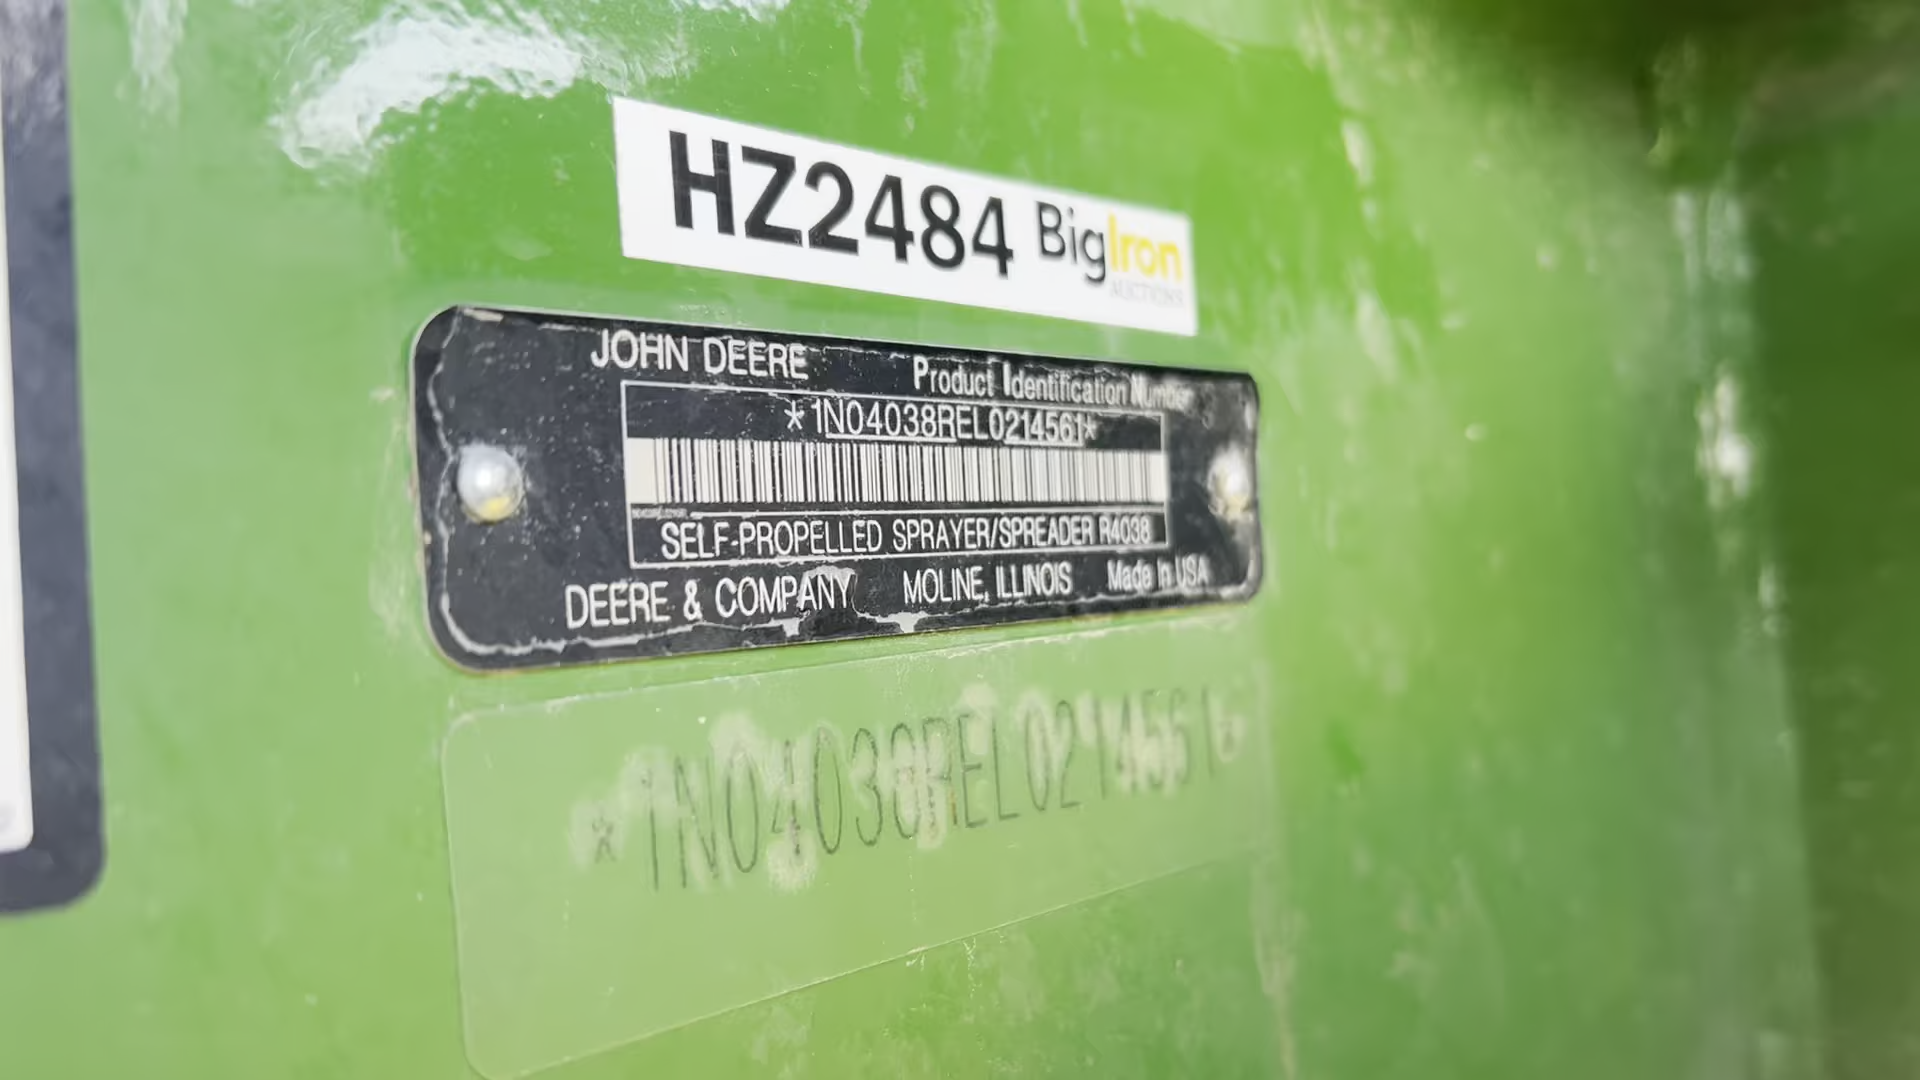 HZ2484 BigIron
AUCTIONS
JOHN DEERE Product Identification Number
*1N04038REL0214561*
SELF-PROPELLED SPRAYER/SPREADER R4038
DEERE & COMPANY MOLINE, ILLINOIS Made In USA
*1N04038REL0214561*